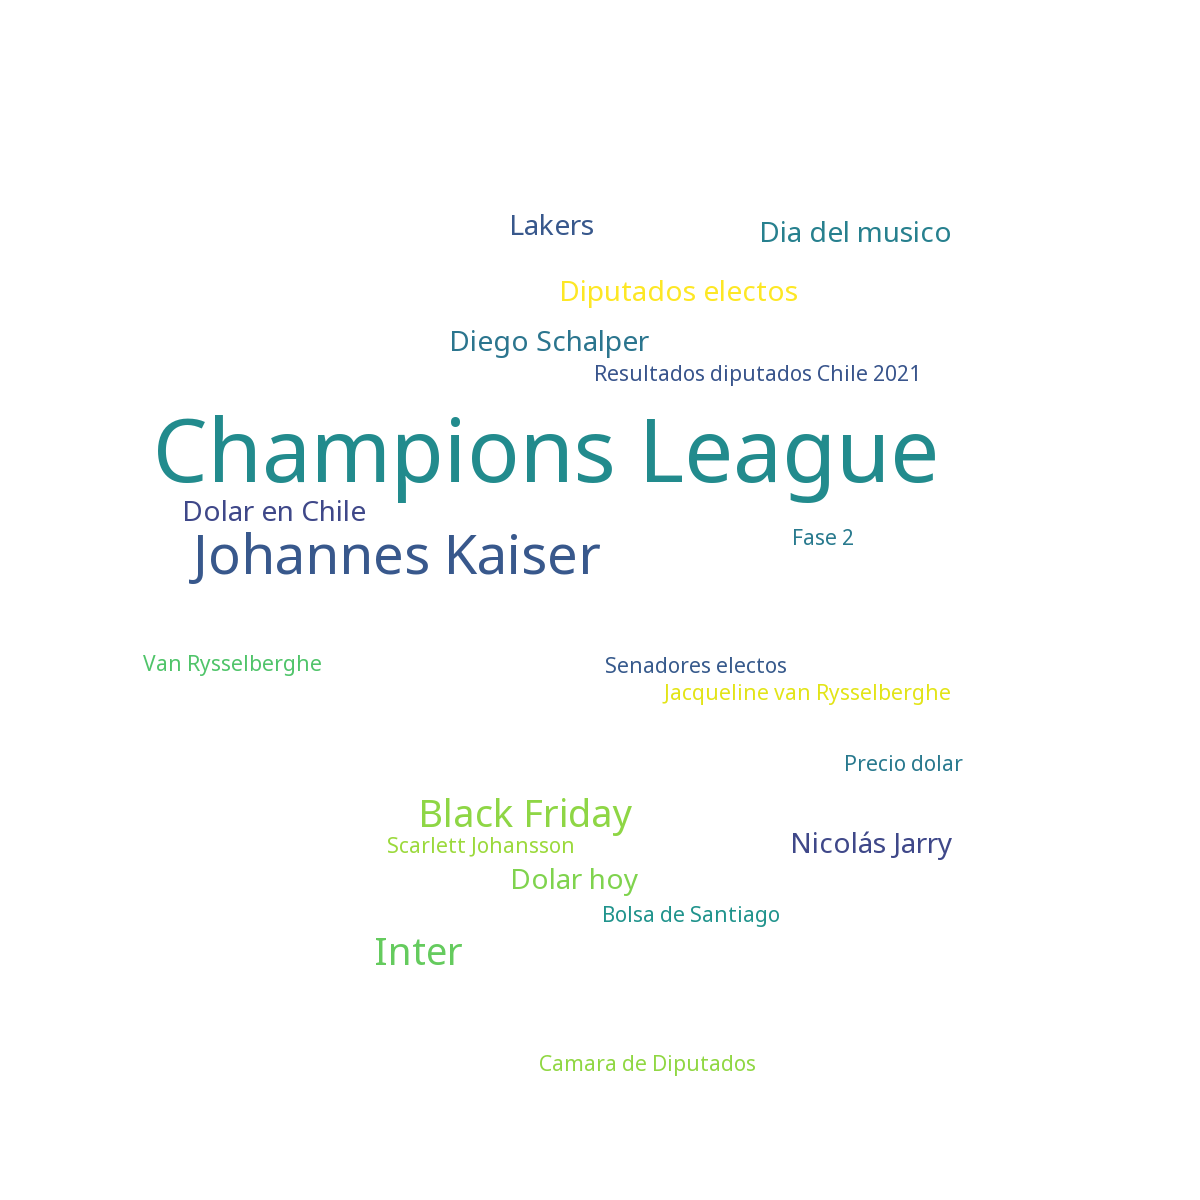 Lakers
Dia del musico
Diputados electos
Diego Schalper
Resultados diputados Chile 2021
Champions League
Dolar en Chile
Fase 2
Johannes Kaiser
Van Rysselberghe
Senadores electos
Jacqueline van Rysselberghe
Precio dolar
Black Friday
Scarlett Johansson
Nicolás Jarry
Dolar hoy
Bolsa de Santiago
Inter
Camara de Diputados